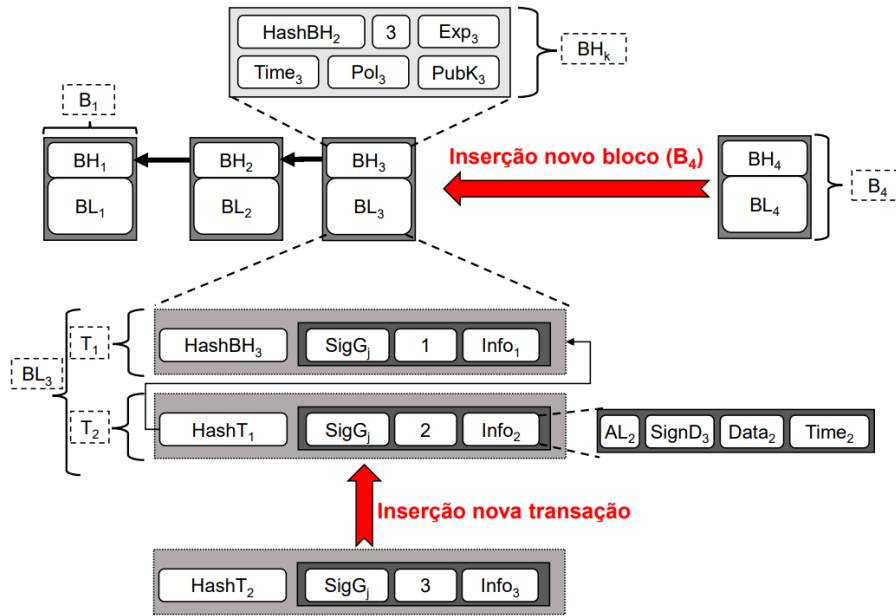 HashBH₂ 3 Exp₃
Time₃ Pol₃ PubK₃
BHₖ
B₁
BH₁ BH₂ BH₃
BL₁ BL₂ BL₃
Inserção novo bloco (B₄)
BH₄
BL₄
B₄
BL₃
T₁
HashBH₃ SigGⱼ 1 Info₁
T₂
HashT₁ SigGⱼ 2 Info₂
AL₂ SignD₃ Data₂ Time₂
Inserção nova transação
HashT₂ SigGⱼ 3 Info₃